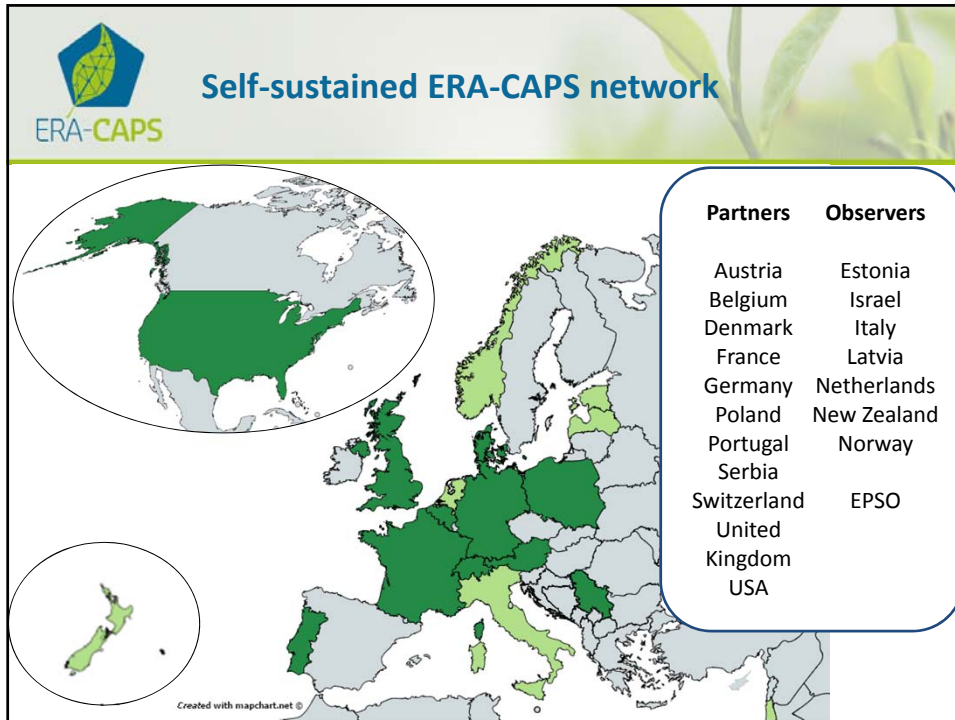 Self-sustained ERA-CAPS network
ERA-CAPS
Partners Observers
Austria Estonia
Belgium Israel
Denmark Italy
France Latvia
Germany Netherlands
Poland New Zealand
Portugal Norway
Serbia
Switzerland EPSO
United
Kingdom
USA
Created with mapchart.net ©